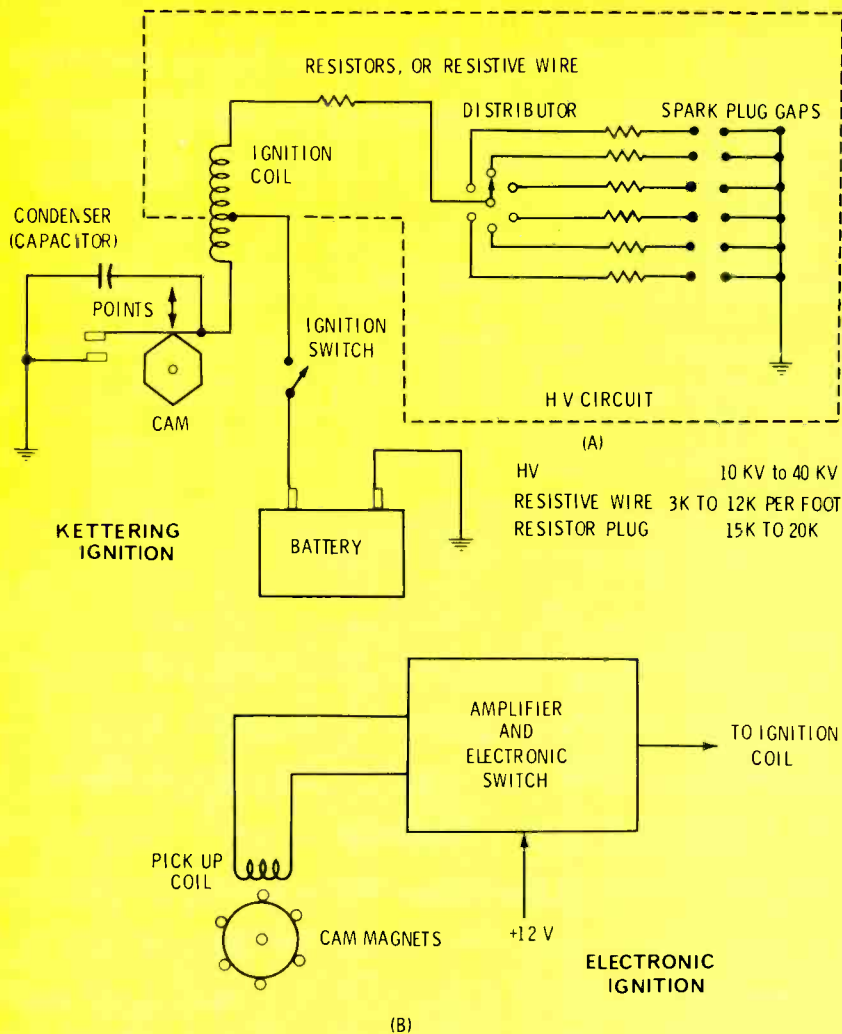 RESISTORS, OR RESISTIVE WIRE
DISTRIBUTOR
SPARK PLUG GAPS
IGNITION
COIL
CONDENSER
(CAPACITOR)
POINTS
IGNITION
SWITCH
CAM
HV CIRCUIT
(A)
HV 10 KV to 40 KV
RESISTIVE WIRE 3K TO 12K PER FOOT
RESISTOR PLUG 15K TO 20K
KETTERING
IGNITION
BATTERY
AMPLIFIER
AND
ELECTRONIC
SWITCH
TO IGNITION
COIL
PICK UP
COIL
CAM MAGNETS
+12 V
ELECTRONIC
IGNITION
(B)